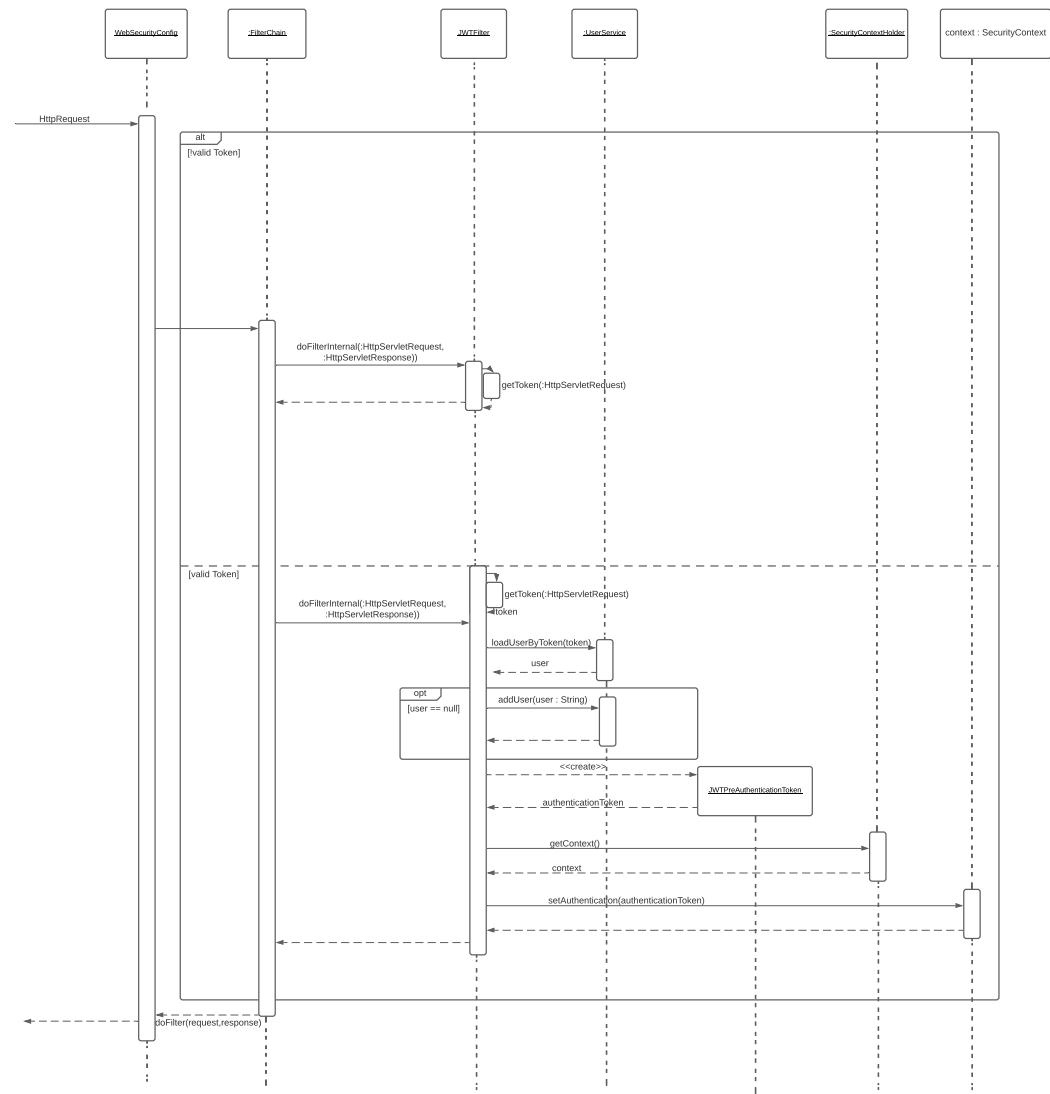 WebSecurityConfig
:FilterChain
JWTFilter
:UserService
:SecurityContextHolder
context : SecurityContext
HttpRequest
alt
[!valid Token]
doFilterInternal(:HttpServletRequest,
:HttpServletResponse))
getToken(:HttpServletRequest)
[valid Token]
getToken(:HttpServletRequest)
doFilterInternal(:HttpServletRequest,
:HttpServletResponse))
token
loadUserByToken(token)
user
opt
[user == null]
addUser(user : String)
<<create>>
JWTPreAuthenticationToken
authenticationToken
getContext()
context
setAuthentication(authenticationToken)
doFilter(request,response)